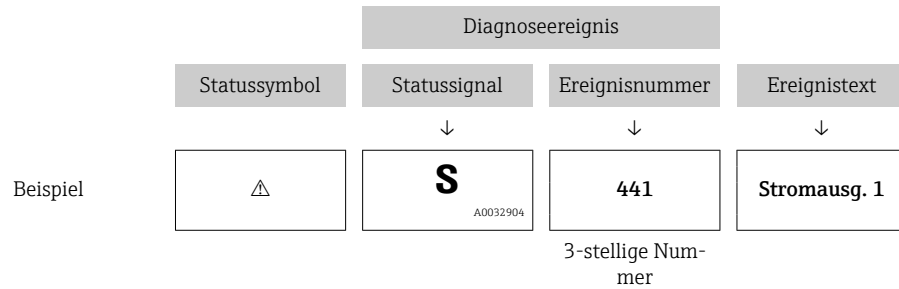 Diagnoseereignis
Statussymbol Statussignal Ereignisnummer Ereignistext
↓ ↓ ↓
Beispiel ⚠ S 441 Stromausg. 1
A0032904
3-stellige Num-
mer